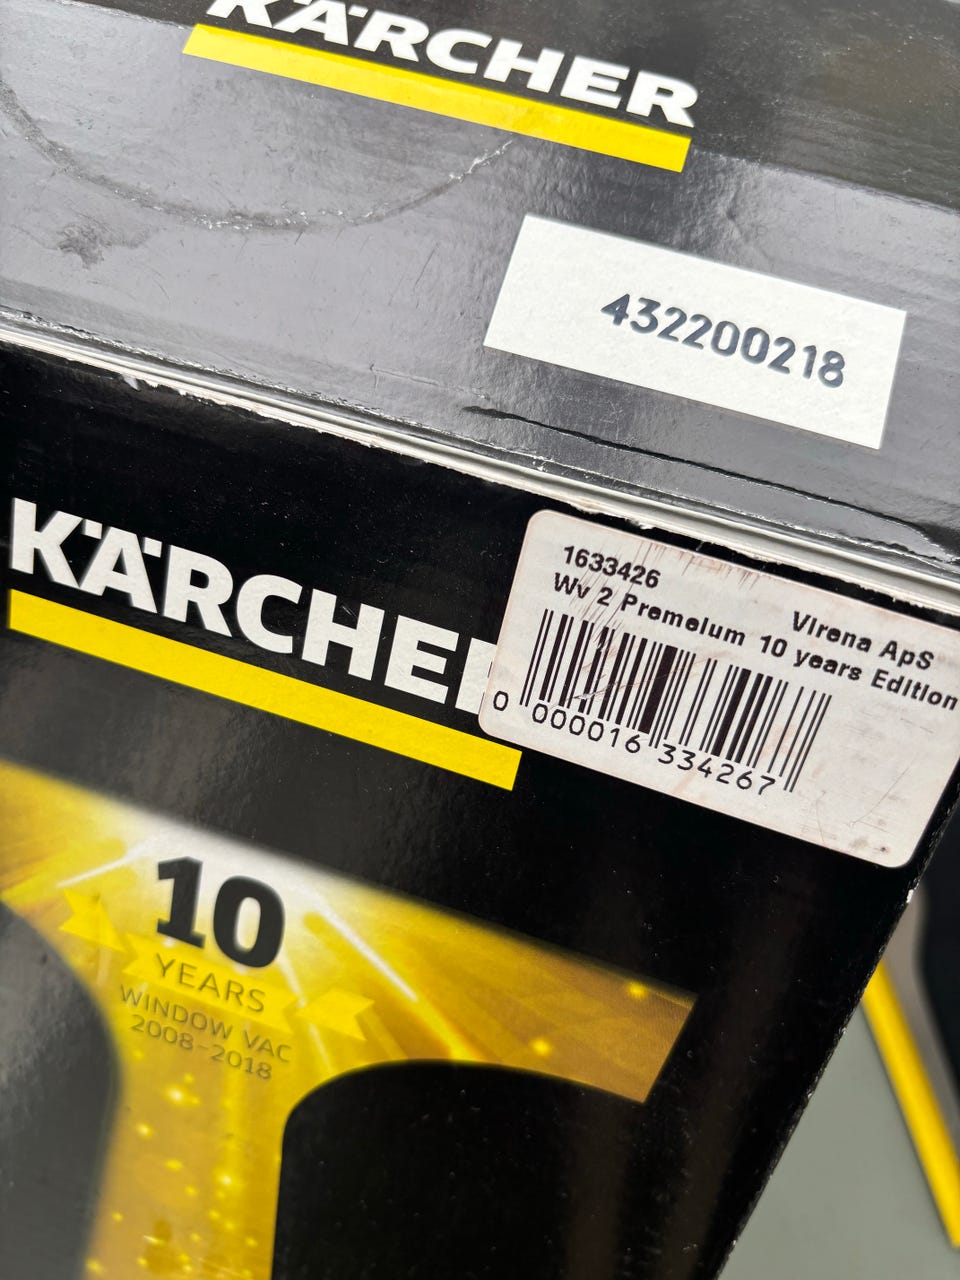 KÄRCHER
432200218
KÄRCHE
1633426
Virena ApS
Wv 2 Premeium 10 years Edition
0 000016 334267
10
YEARS
WINDOW VAC
2008-2018